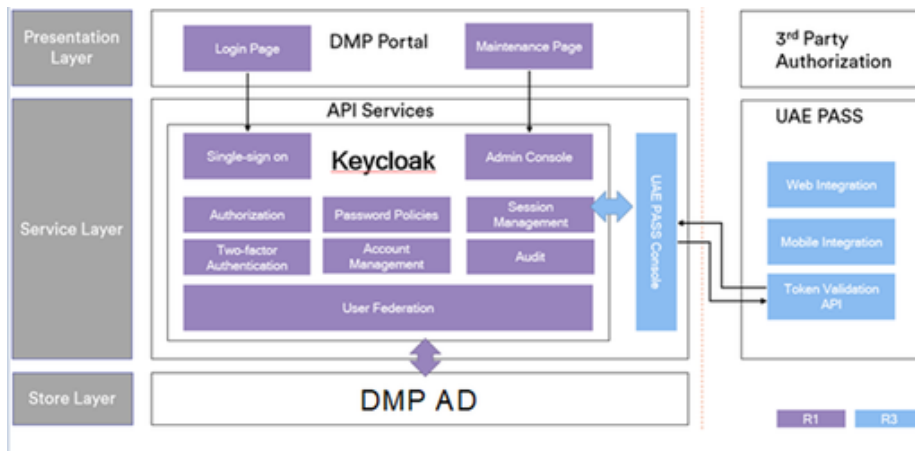 Presentation
Layer
DMP Portal
Login Page
Maintenance Page
3rd Party
Authorization
API Services
Keycloak
Single-sign on
Admin Console
Authorization
Password Policies
Session
Management
Two-factor
Authentication
Account
Management
Audit
User Federation
UAE PASS Console
Service Layer
UAE PASS
Web Integration
Mobile Integration
Token Validation
API
Store Layer
DMP AD
R1
R3